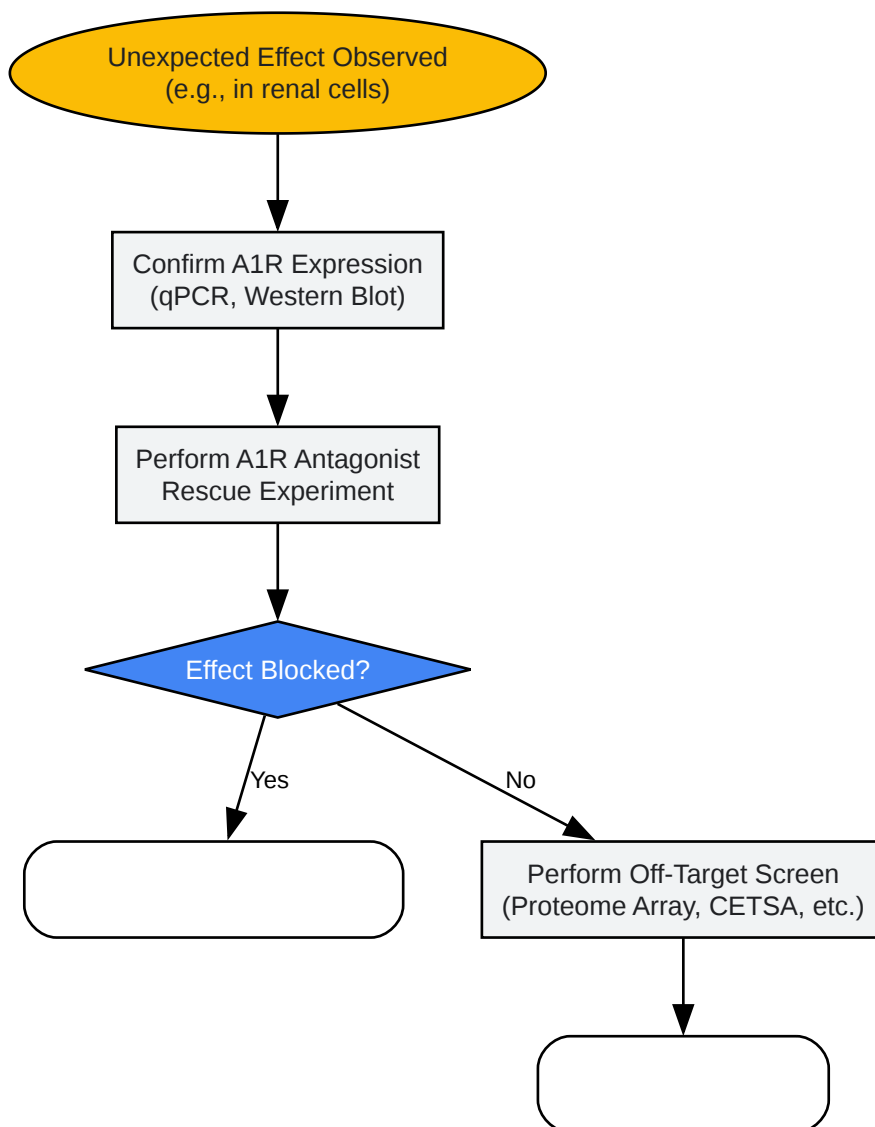 Unexpected Effect Observed
(e.g., in renal cells)
Confirm A1R Expression
(qPCR, Western Blot)
Perform A1R Antagonist
Rescue Experiment
Effect Blocked?
Yes
No
Perform Off-Target Screen
(Proteome Array, CETSA, etc.)